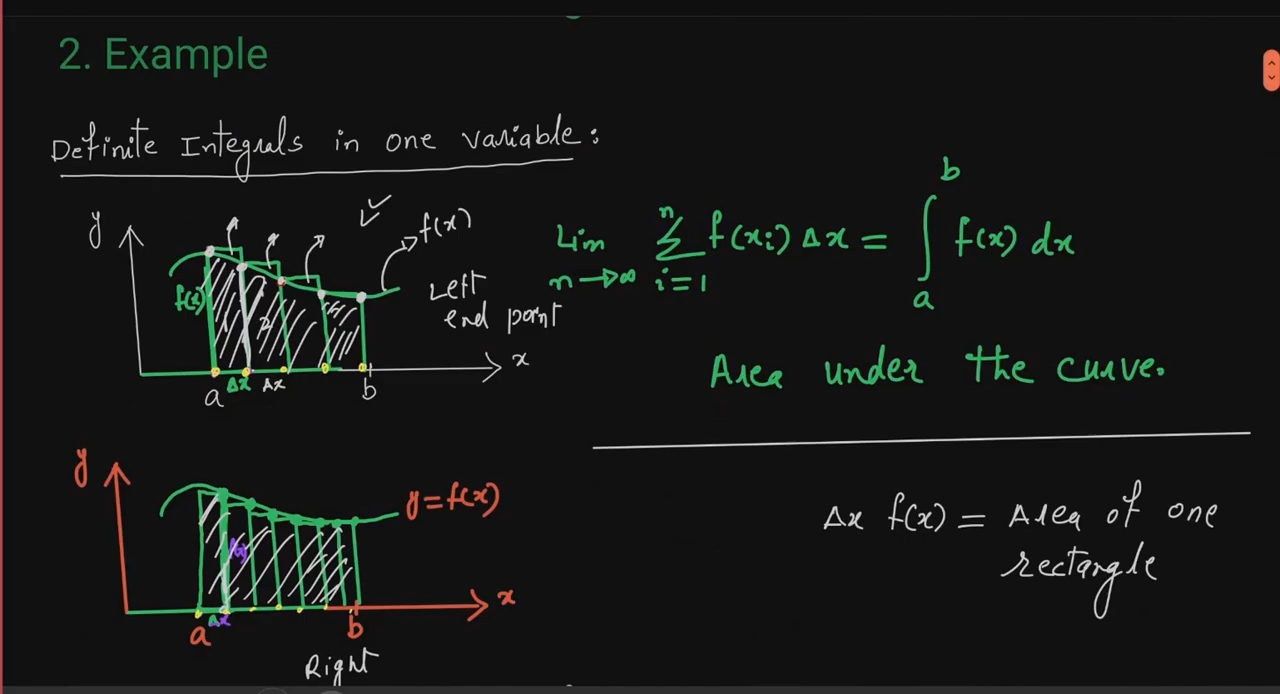 2. Example
Definite Integrals in one variable:
y
f(x)
f(x)
Left
end point
x
a
Δx
Δx
b
Lim n→∞ n Σ i=1 f(xi) Δx = b ∫ a f(x) dx
Area under the curve.
y
y = f(x)
x
a
Δx
b
Right
Δx f(x) = Area of one
rectangle